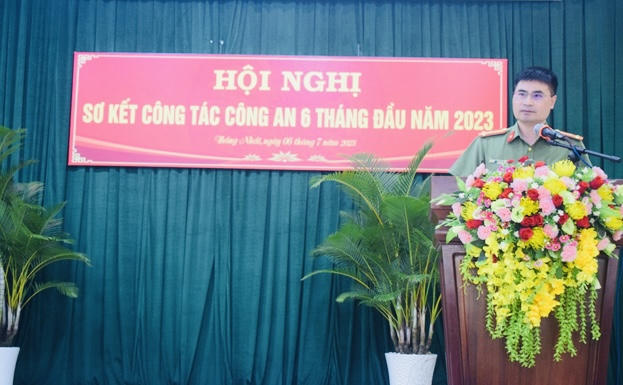 HỘI NGHỊ
SƠ KẾT CÔNG TÁC CÔNG AN 6 THÁNG ĐẦU NĂM 2023
Thống Nhất, ngày 06 tháng 7 năm 2023